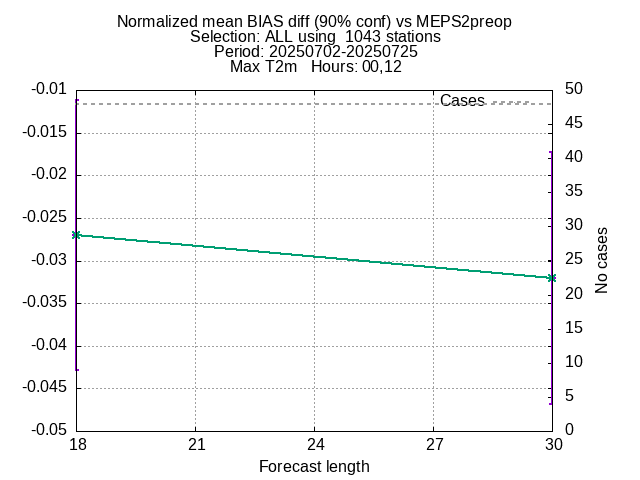 Normalized mean BIAS diff (90% conf) vs MEPS2preop
Selection: ALL using  1043 stations
Period: 20250702-20250725
Max T2m   Hours: 00,12
Cases
-0.01
-0.015
-0.02
-0.025
-0.03
-0.035
-0.04
-0.045
-0.05
50
45
40
35
30
25
20
15
10
5
0
No cases
18 21 24 27 30
Forecast length